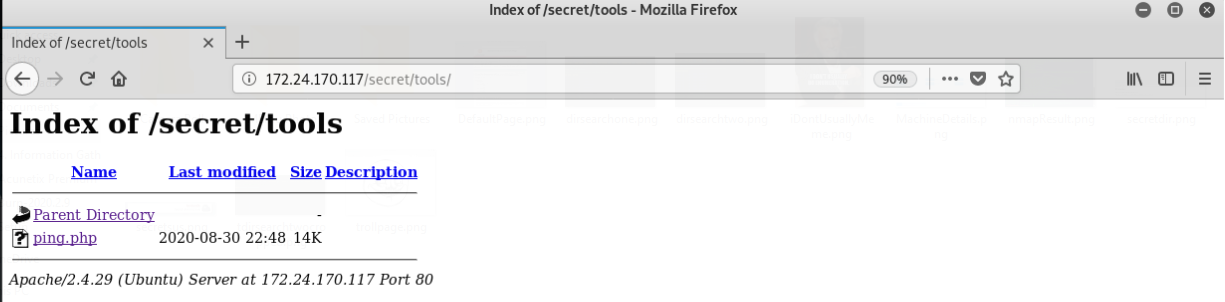 Index of /secret/tools - Mozilla Firefox
Index of /secret/tools
172.24.170.117/secret/tools/ 90%
Index of /secret/tools
Name Last modified Size Description
Parent Directory -
ping.php 2020-08-30 22:48 14K
Apache/2.4.29 (Ubuntu) Server at 172.24.170.117 Port 80